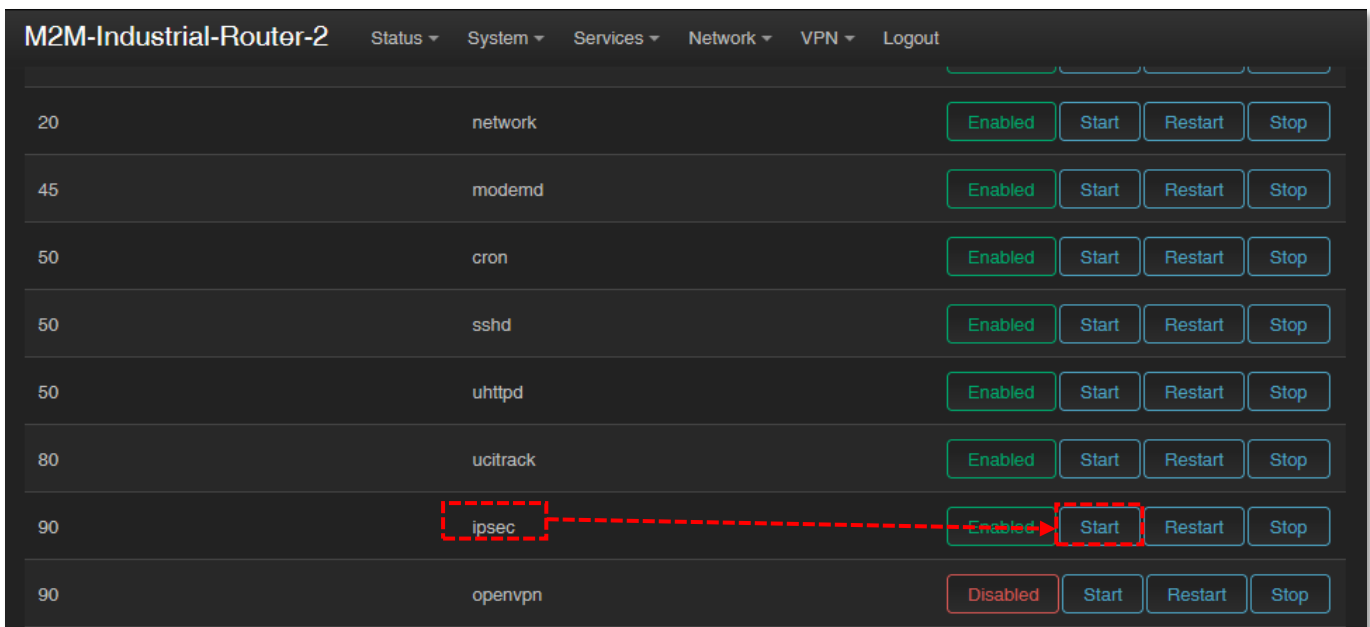 M2M-Industrial-Router-2 Status System Services Network VPN Logout
20 network Enabled Start Restart Stop
45 modemd Enabled Start Restart Stop
50 cron Enabled Start Restart Stop
50 sshd Enabled Start Restart Stop
50 uhttpd Enabled Start Restart Stop
80 ucitrack Enabled Start Restart Stop
90 ipsec Enabled Start Restart Stop
90 openvpn Disabled Start Restart Stop